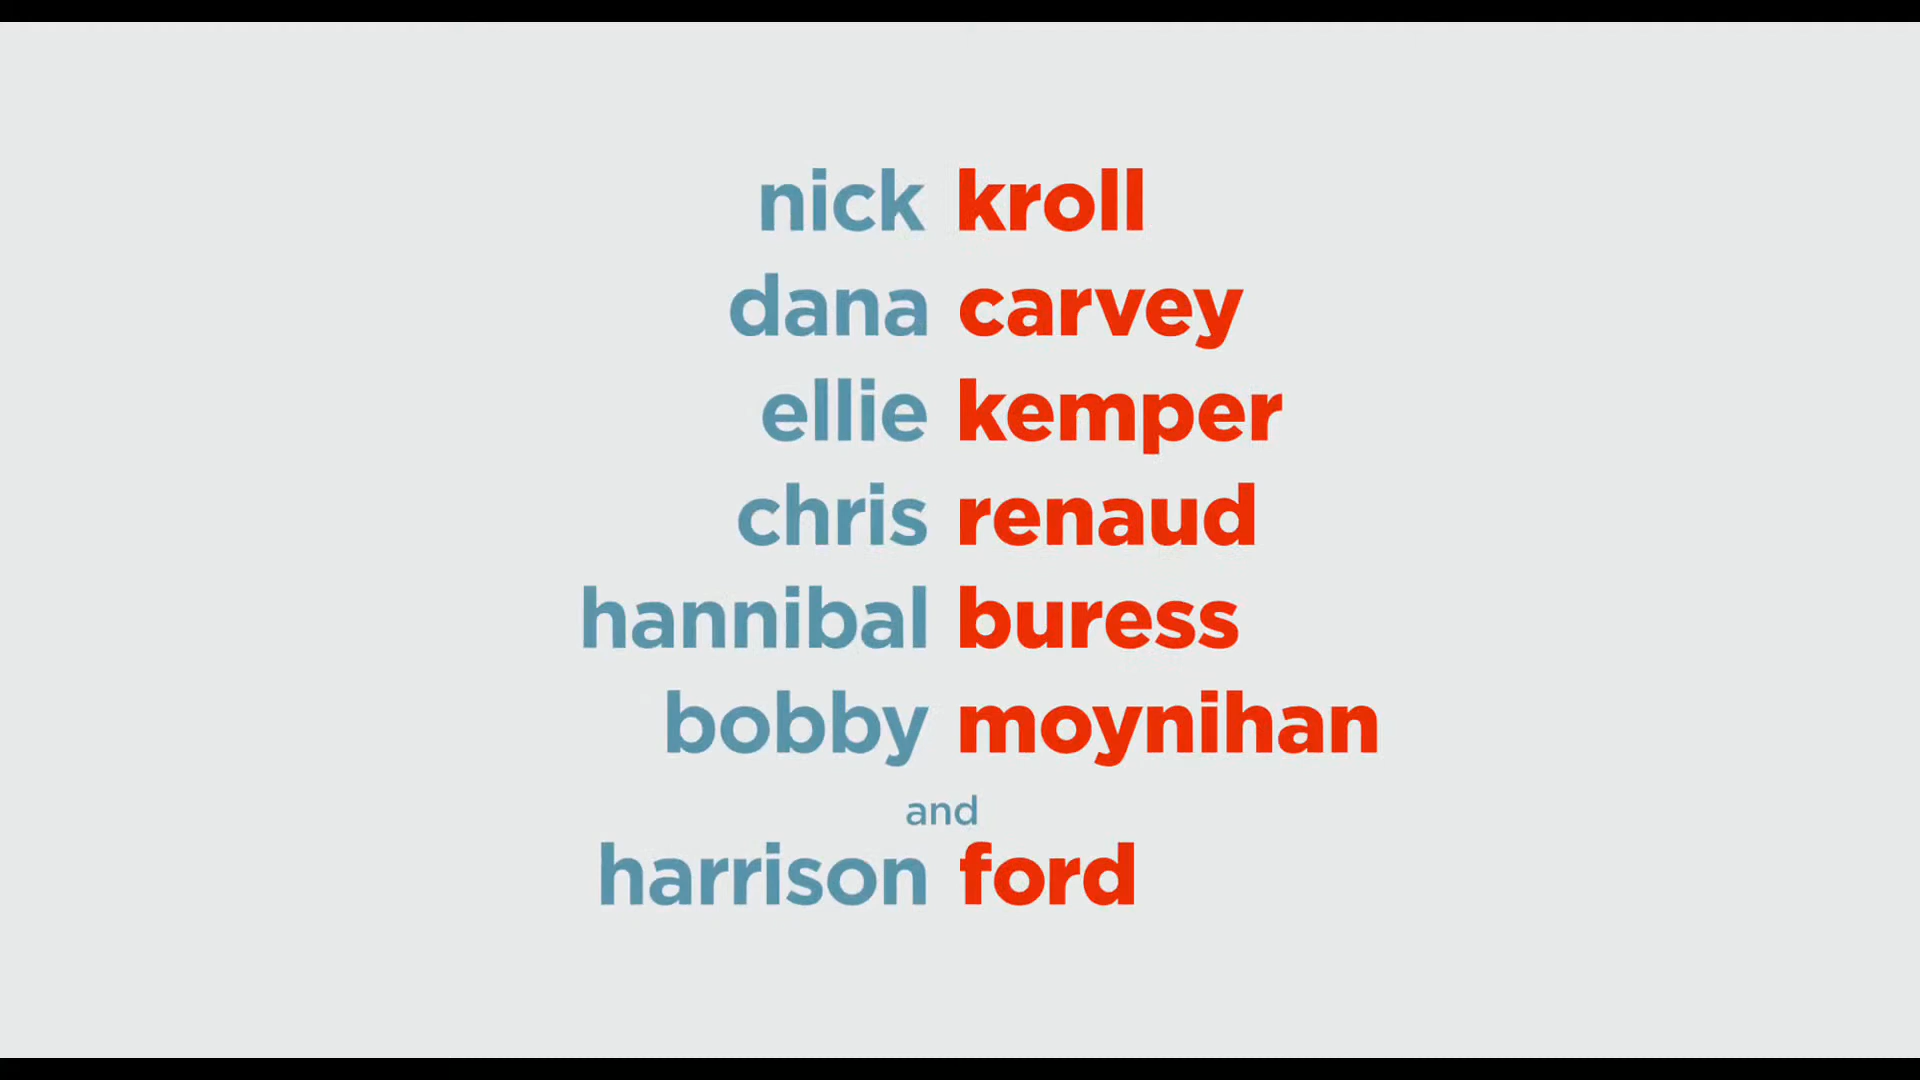 nick kroll
dana carvey
ellie kemper
chris renaud
hannibal buress
bobby moynihan
and
harrison ford